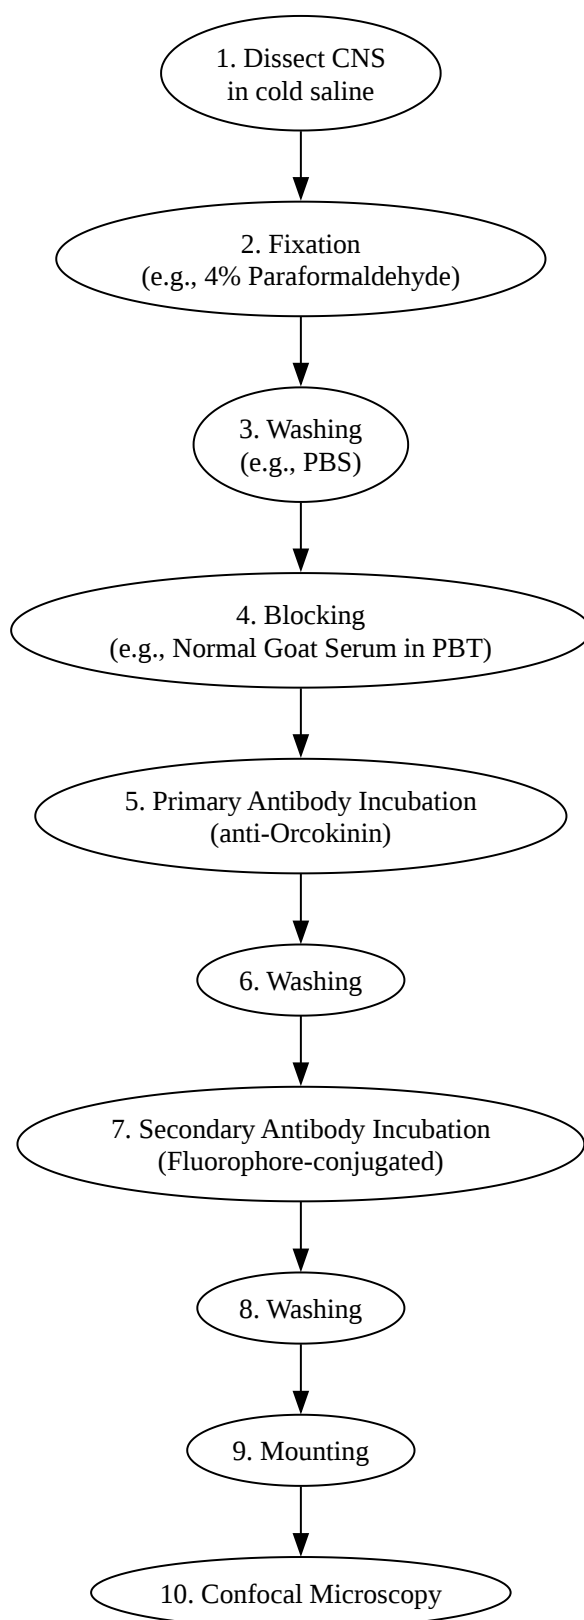 1. Dissect CNS
in cold saline
2. Fixation
(e.g., 4% Paraformaldehyde)
3. Washing
(e.g., PBS)
4. Blocking
(e.g., Normal Goat Serum in PBT)
5. Primary Antibody Incubation
(anti-Orcokinin)
6. Washing
7. Secondary Antibody Incubation
(Fluorophore-conjugated)
8. Washing
9. Mounting
10. Confocal Microscopy